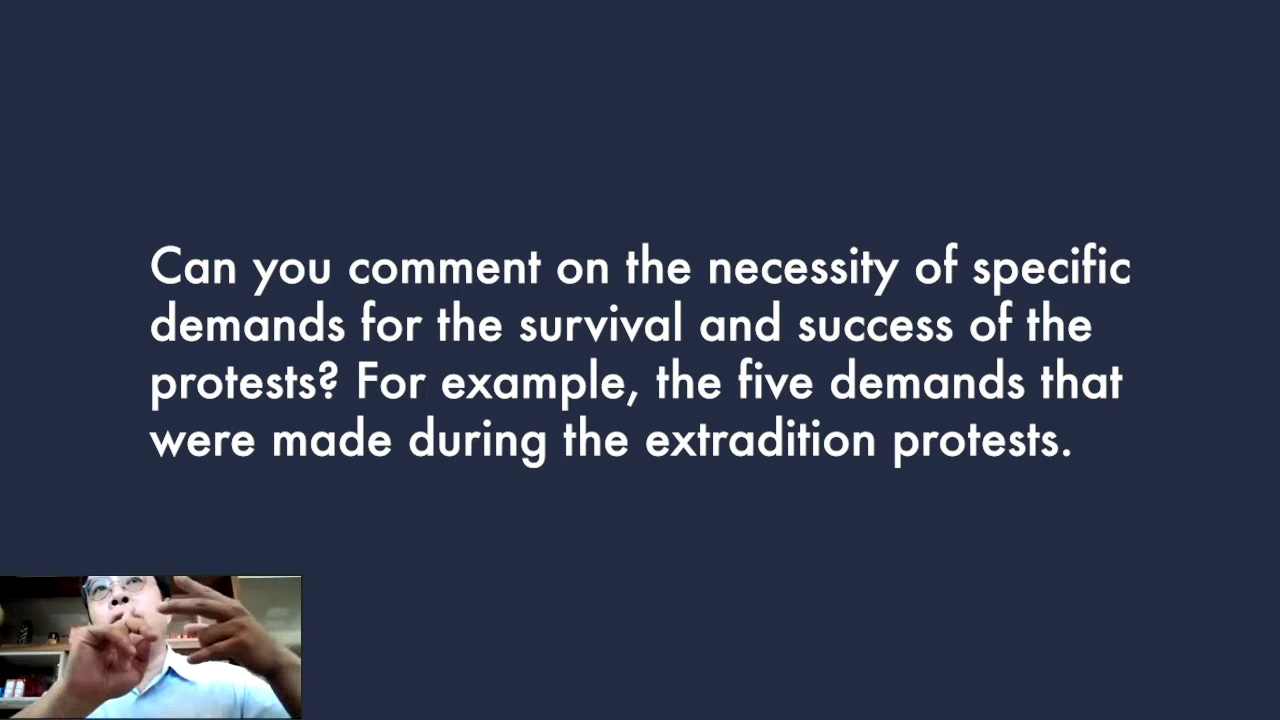 Can you comment on the necessity of specific
demands for the survival and success of the
protests? For example, the five demands that
were made during the extradition protests.